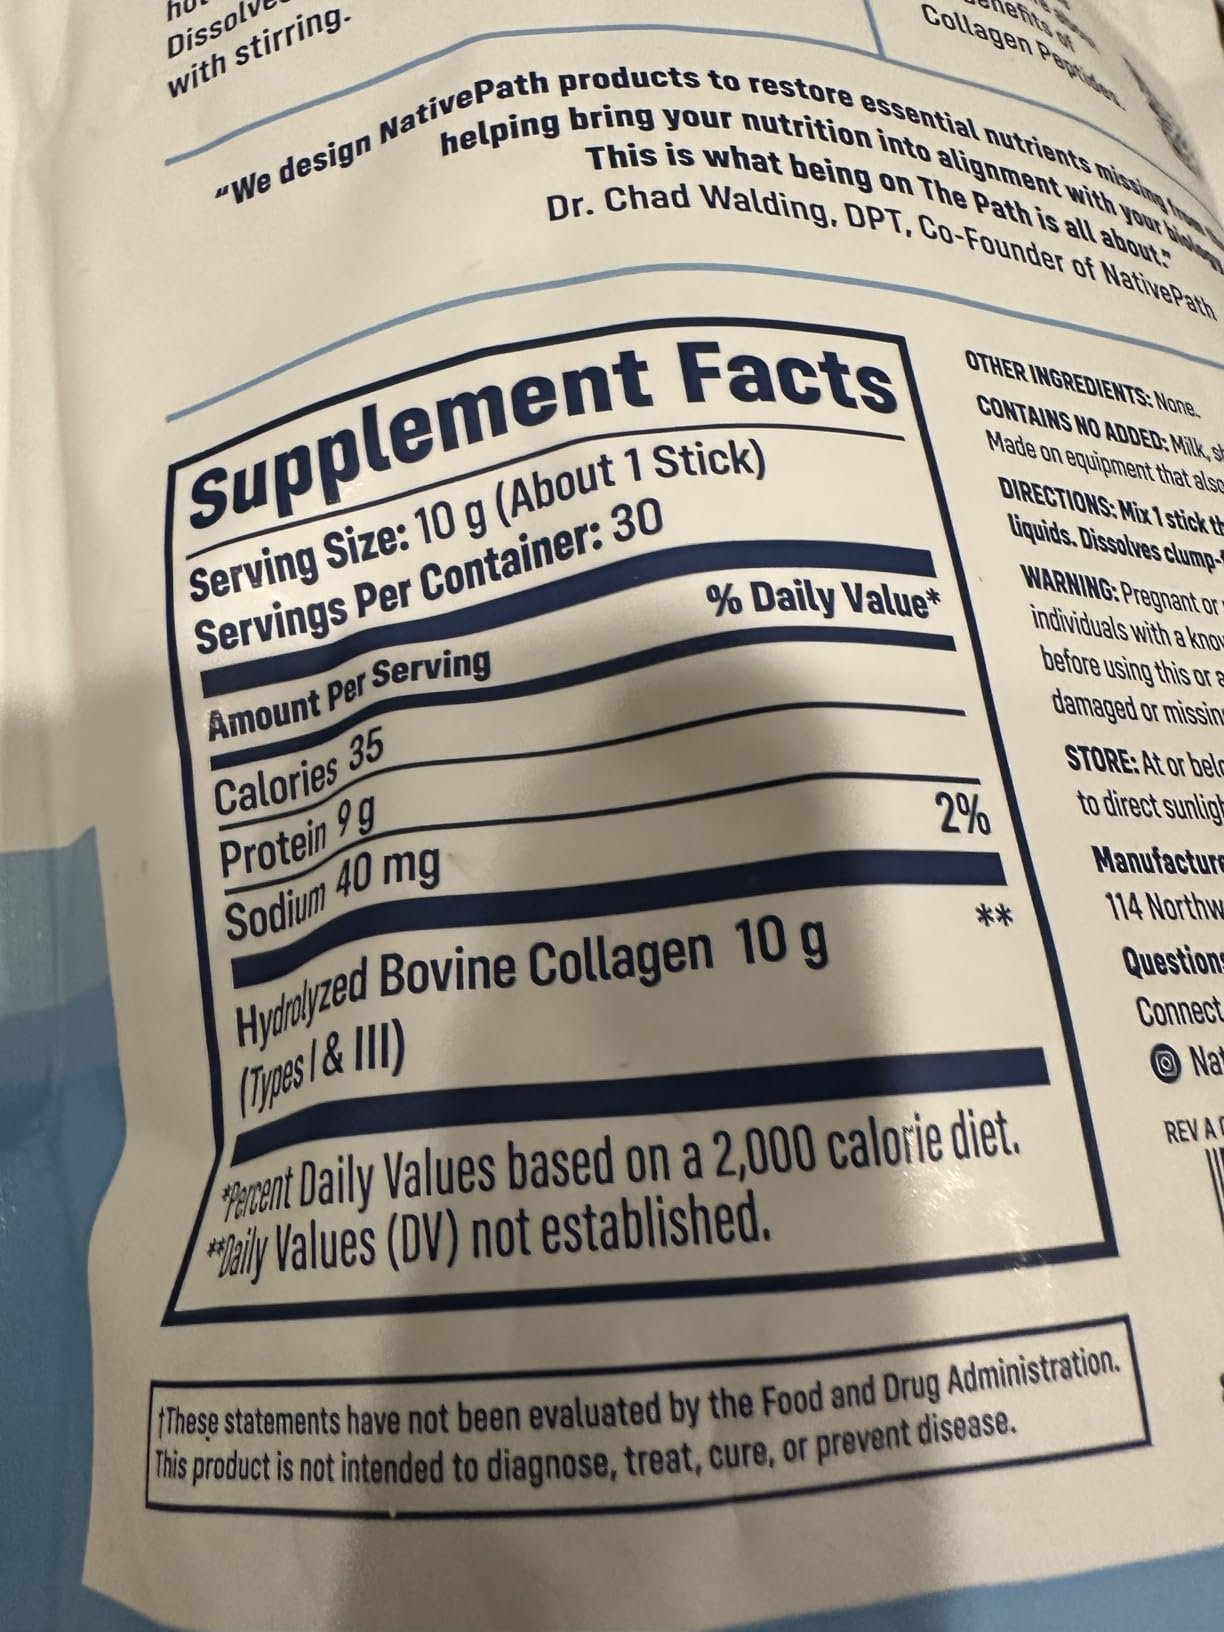 Dissolve
with stirring.
benefits of
Collagen Peptides.
"We design NativePath products to restore essential nutrients missing from
helping bring your nutrition into alignment with your biology
This is what being on The Path is all about."
Dr. Chad Walding, DPT, Co-Founder of NativePath
Supplement Facts
Serving Size: 10 g (About 1 Stick)
Servings Per Container: 30
% Daily Value*
Amount Per Serving
Calories 35
Protein 9 g
Sodium 40 mg 2%
Hydrolyzed Bovine Collagen 10 g **
(Types I & III)
*Percent Daily Values based on a 2,000 calorie diet.
**Daily Values (DV) not established.
†These statements have not been evaluated by the Food and Drug Administration.
This product is not intended to diagnose, treat, cure, or prevent disease.
OTHER INGREDIENTS: None.
CONTAINS NO ADDED: Milk,
Made on equipment that also
DIRECTIONS: Mix 1 stick
liquids. Dissolves clump-
WARNING: Pregnant or
individuals with a
before using this or
damaged or
STORE: At or
to direct
114
Connect
REV A